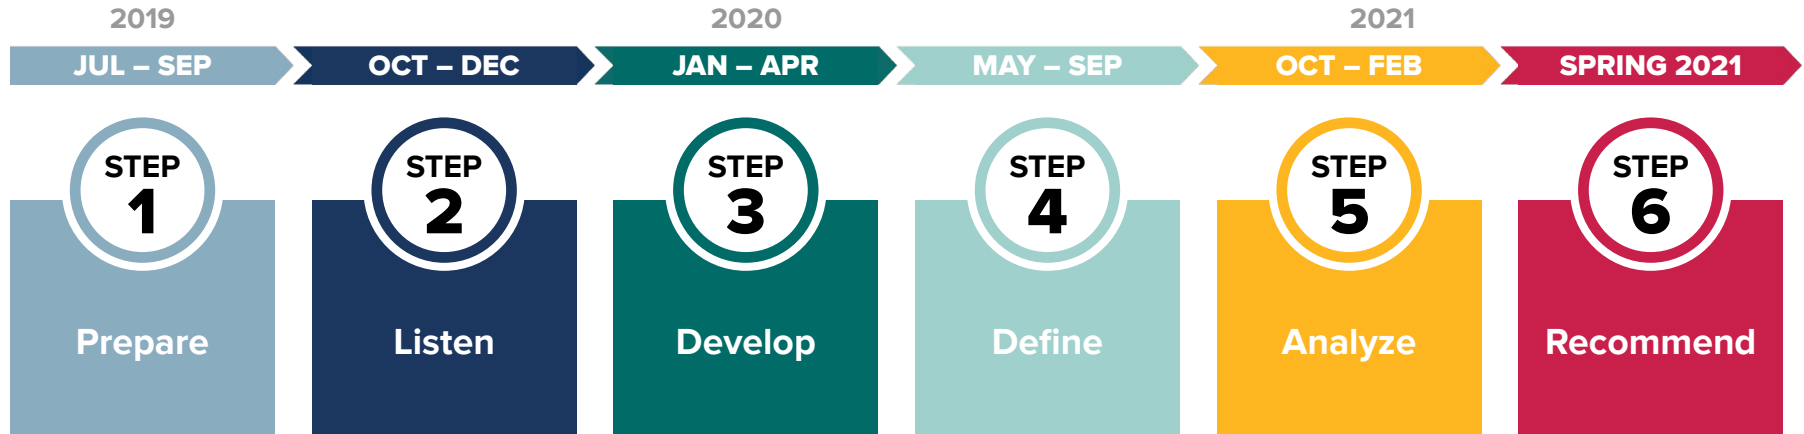 2019
2020
2021
JUL – SEP
OCT – DEC
JAN – APR
MAY – SEP
OCT – FEB
SPRING 2021
STEP
1
Prepare
STEP
2
Listen
STEP
3
Develop
STEP
4
Define
STEP
5
Analyze
STEP
6
Recommend